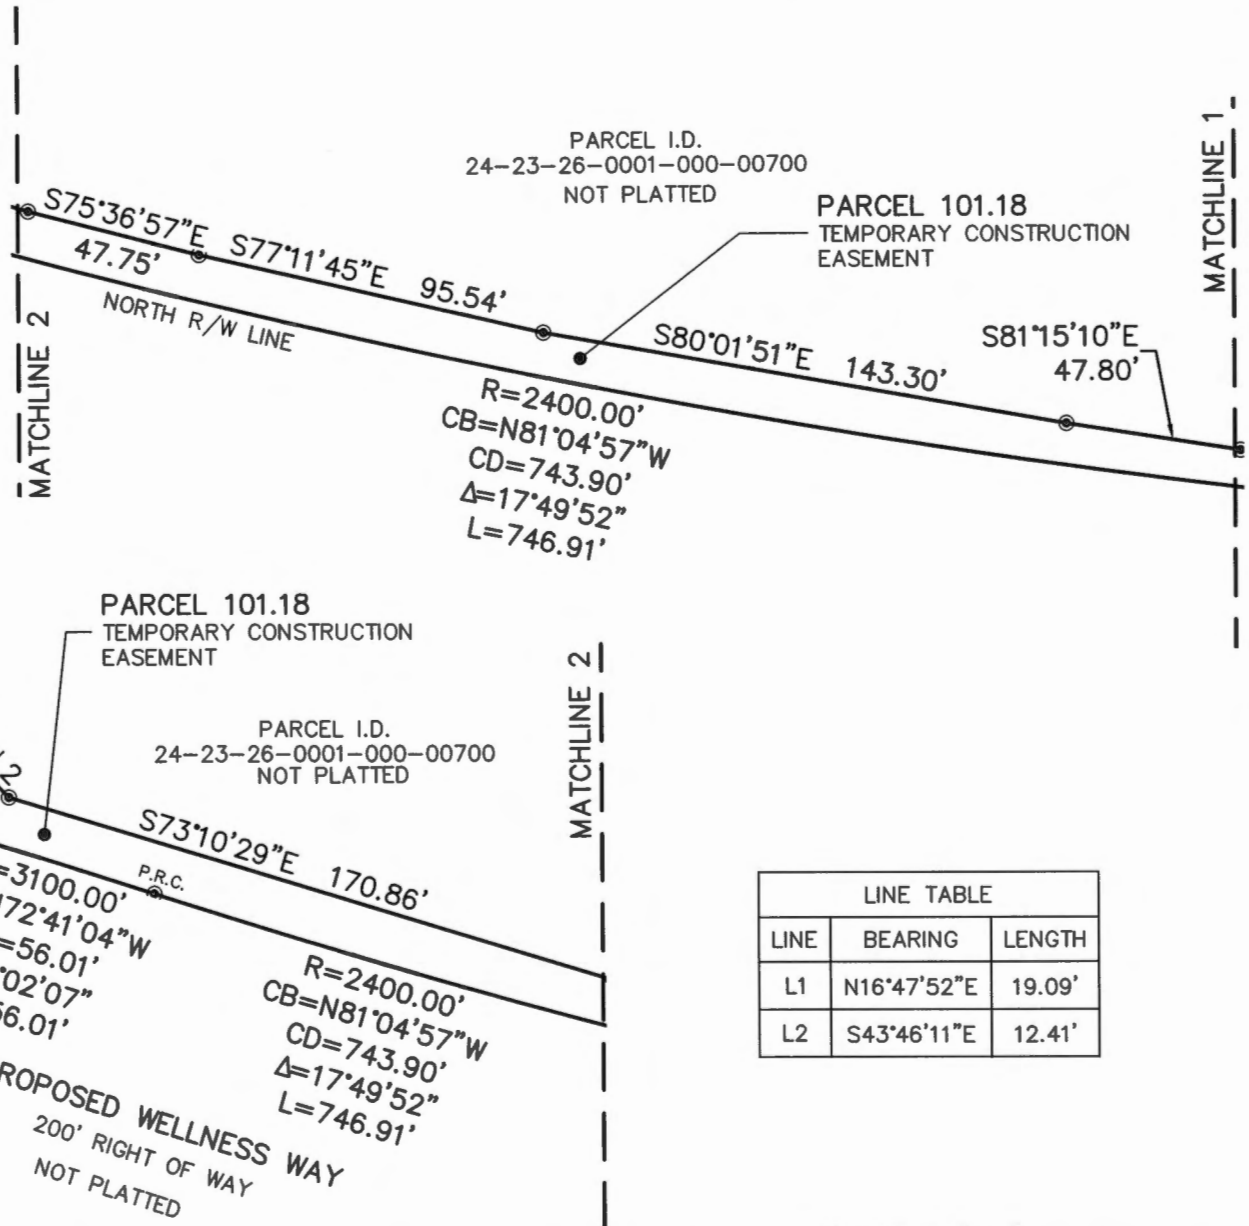 MATCHLINE 1
PARCEL I.D.
24-23-26-0001-000-00700
NOT PLATTED
PARCEL 101.18
TEMPORARY CONSTRUCTION
EASEMENT
S75°36'57"E
47.75'
S77°11'45"E 95.54'
S80°01'51"E 143.30'
S81°15'10"E
47.80'
NORTH R/W LINE
MATCHLINE 2
R=2400.00'
CB=N81°04'57"W
CD=743.90'
Δ=17°49'52"
L=746.91'
PARCEL 101.18
TEMPORARY CONSTRUCTION
EASEMENT
MATCHLINE 2
PARCEL I.D.
24-23-26-0001-000-00700
NOT PLATTED
2
S73°10'29"E 170.86'
P.R.C.
=3100.00'
72°41'04"W
=56.01'
°02'07"
56.01'
R=2400.00'
CB=N81°04'57"W
CD=743.90'
Δ=17°49'52"
L=746.91'
ROPOSED WELLNESS WAY
200' RIGHT OF WAY
NOT PLATTED
LINE TABLE
LINE BEARING LENGTH
L1 N16°47'52"E 19.09'
L2 S43°46'11"E 12.41'